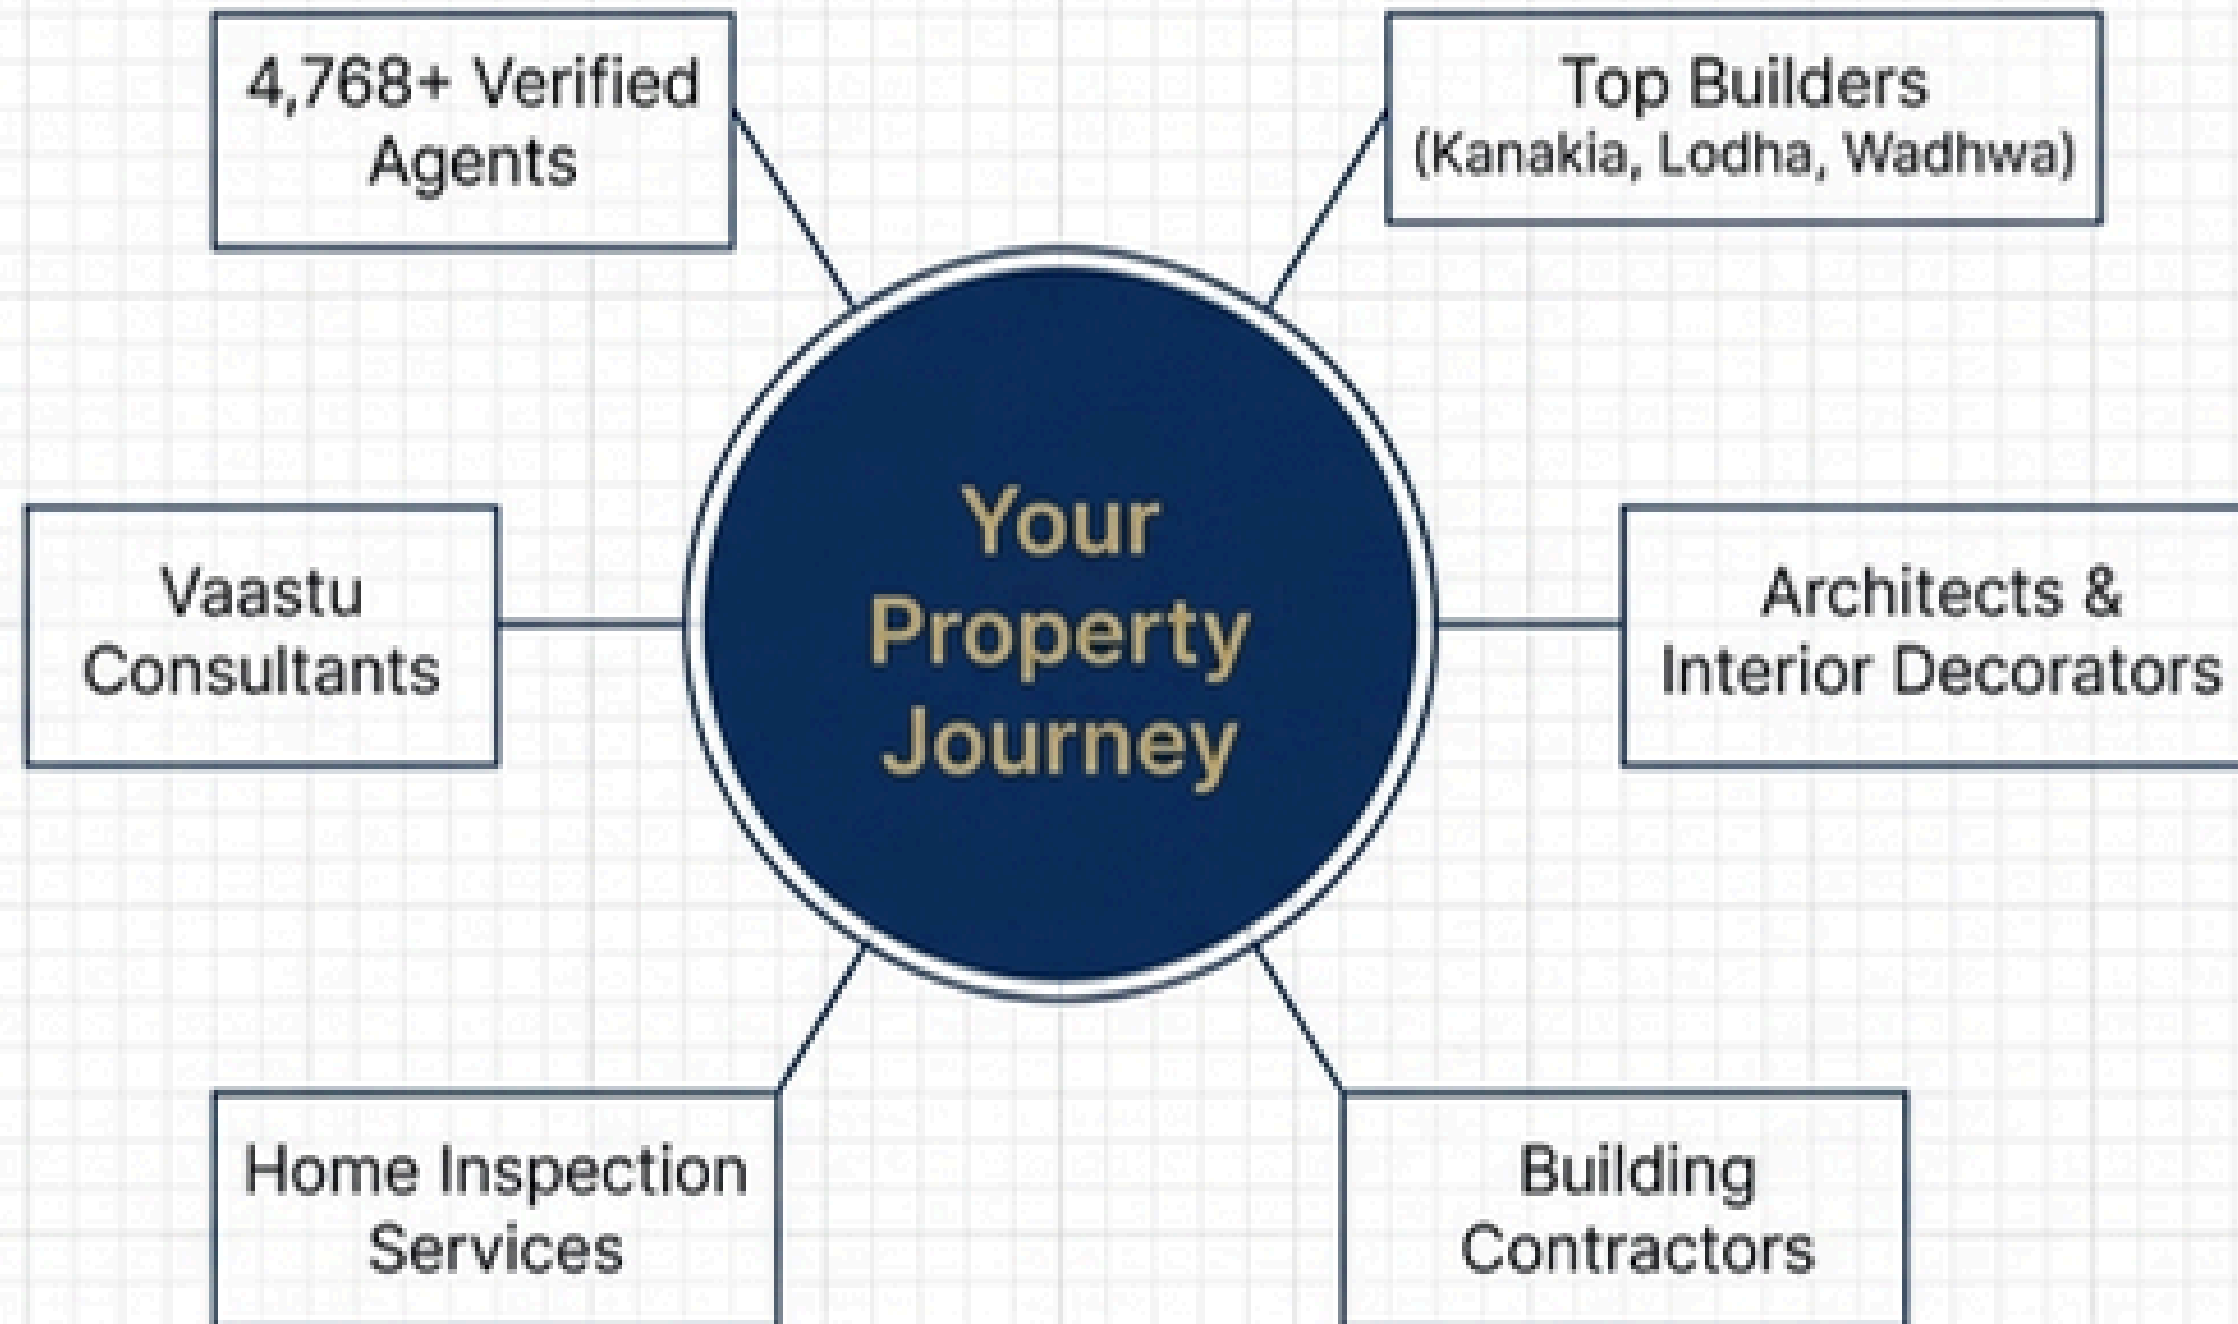 4,768+ Verified
Agents
Top Builders
(Kanakia, Lodha, Wadhwa)
Vaastu
Consultants
Your
Property
Journey
Architects &
Interior Decorators
Home Inspection
Services
Building
Contractors